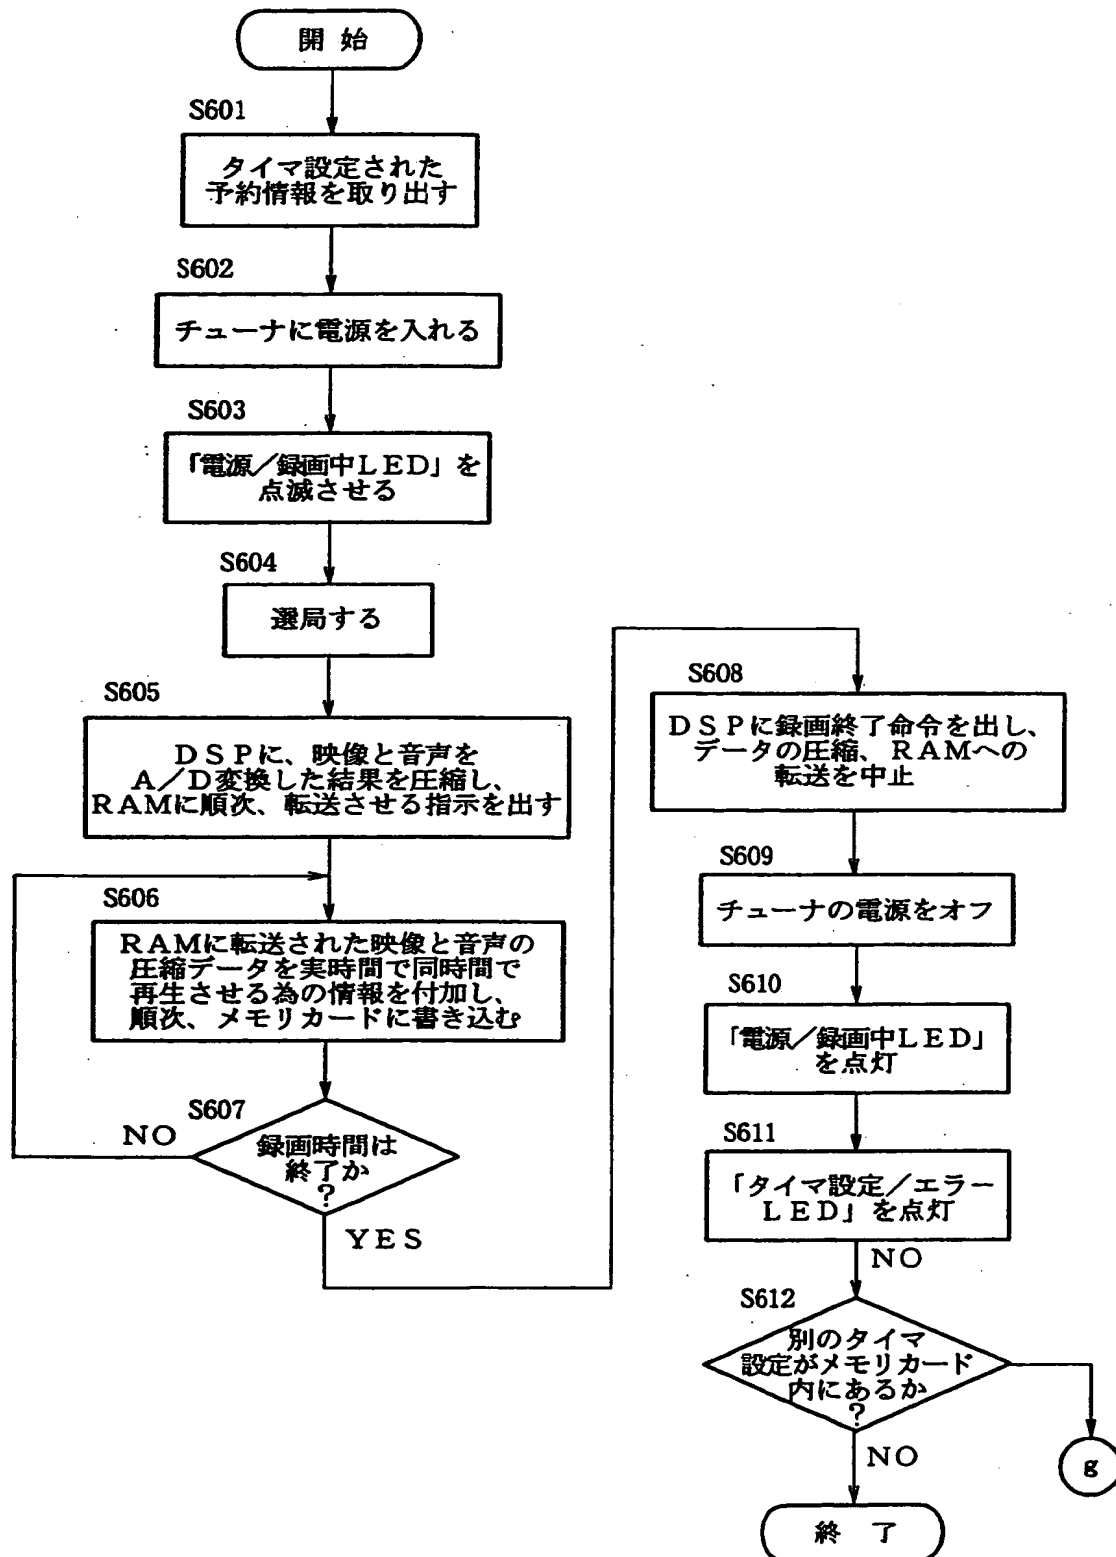 開始
S601
タイマ設定された
予約情報を取り出す
S602
チューナに電源を入れる
S603
「電源／録画中ＬＥＤ」を
点滅させる
S604
選局する
S605
ＤＳＰに、映像と音声を
Ａ／Ｄ変換した結果を圧縮し、
ＲＡＭに順次、転送させる指示を出す
S606
ＲＡＭに転送された映像と音声の
圧縮データを実時間で同時間で
再生させる為の情報を付加し、
順次、メモリカードに書き込む
S607
NO
録画時間は
終了か
?
YES
S608
ＤＳＰに録画終了命令を出し、
データの圧縮、ＲＡＭへの
転送を中止
S609
チューナの電源をオフ
S610
「電源／録画中ＬＥＤ」
を点灯
S611
「タイマ設定／エラー
ＬＥＤ」を点灯
NO
S612
別のタイマ
設定がメモリカード
内にあるか
?
g
NO
終了